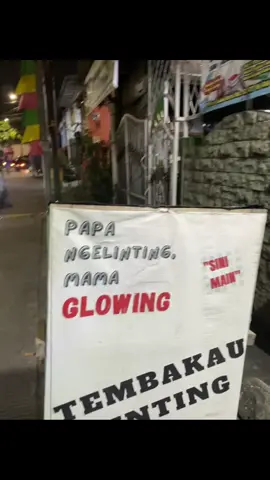 PAPA
NGELINTING,
MAMA
GLOWING
"SINI
MAIN"
TEMBAKAU